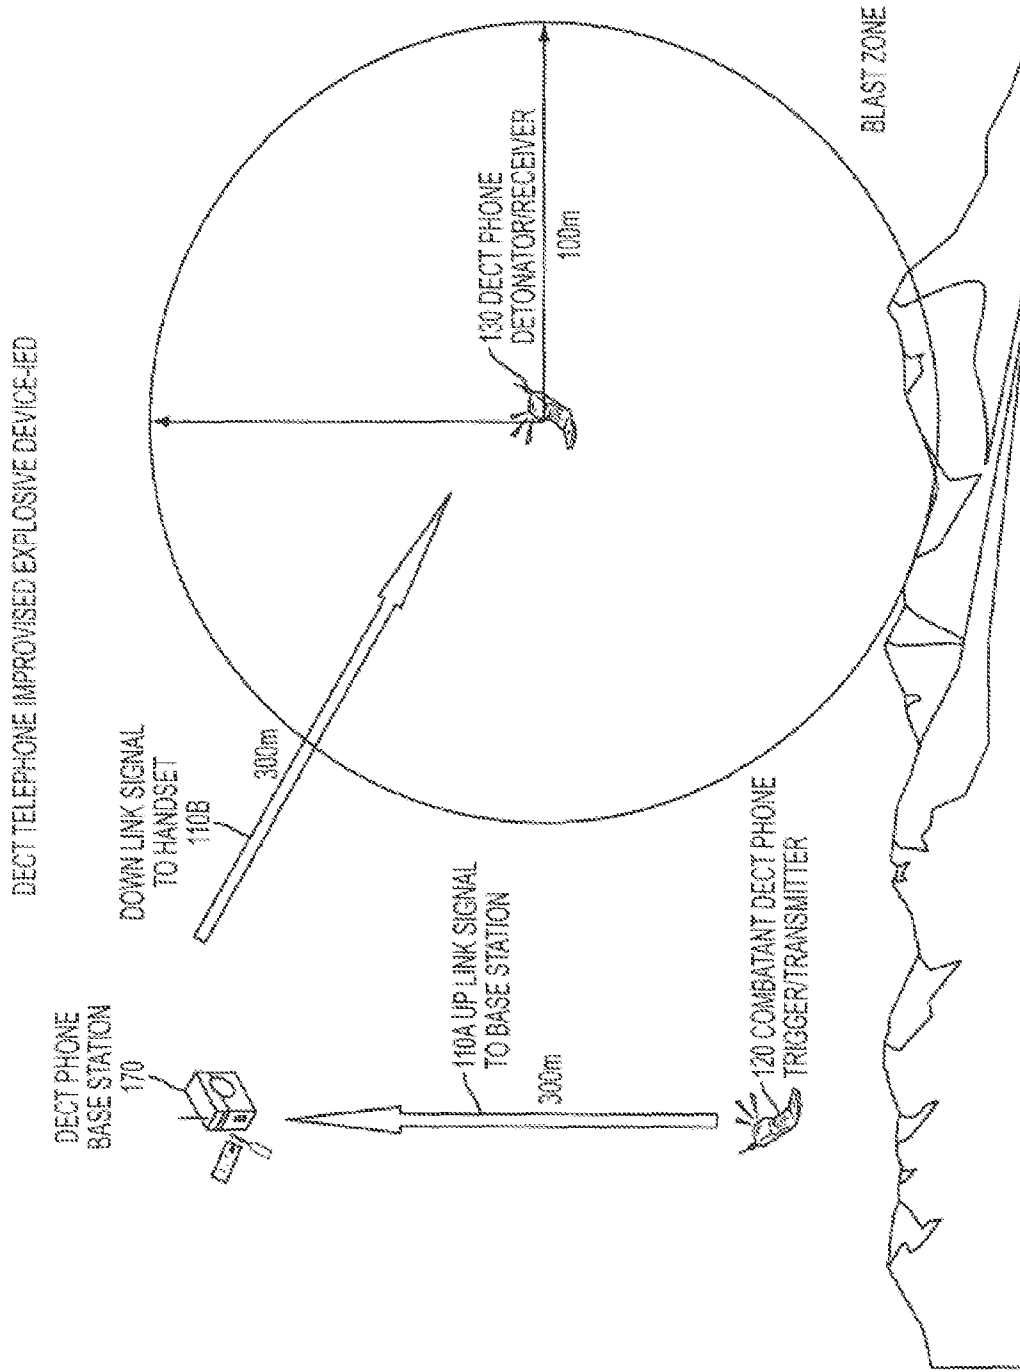 DECT TELEPHONE IMPROVISED EXPLOSIVE DEVICE-IED
DECT PHONE
BASE STATION
170
DOWN LINK SIGNAL
TO HANDSET
110B
300m
110A UP LINK SIGNAL
TO BASE STATION
300m
120 COMBATANT DECT PHONE
TRIGGER/TRANSMITTER
130 DECT PHONE
DETONATOR/RECEIVER
100m
BLAST ZONE